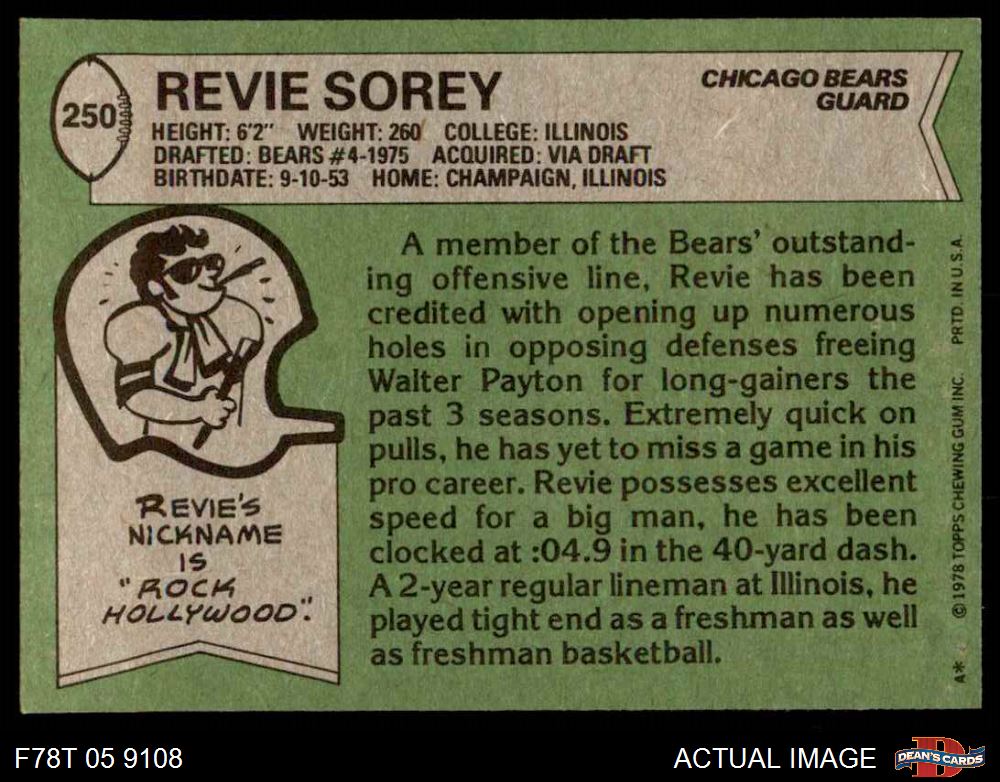 250
REVIE SOREY
CHICAGO BEARS
GUARD
HEIGHT: 6'2" WEIGHT: 260 COLLEGE: ILLINOIS
DRAFTED: BEARS #4-1975 ACQUIRED: VIA DRAFT
BIRTHDATE: 9-10-53 HOME: CHAMPAIGN, ILLINOIS
A member of the Bears' outstand-
ing offensive line, Revie has been
credited with opening up numerous
holes in opposing defenses freeing
Walter Payton for long-gainers the
past 3 seasons. Extremely quick on
pulls, he has yet to miss a game in his
pro career. Revie possesses excellent
speed for a big man, he has been
clocked at :04.9 in the 40-yard dash.
A 2-year regular lineman at Illinois, he
played tight end as a freshman as well
as freshman basketball.
REVIE'S
NICKNAME
IS
"ROCK
HOLLYWOOD".
A* ©1978 TOPPS CHEWING GUM INC. PRTD. IN U.S.A.
F78T 05 9108
ACTUAL IMAGE
D
DEAN'S CARDS